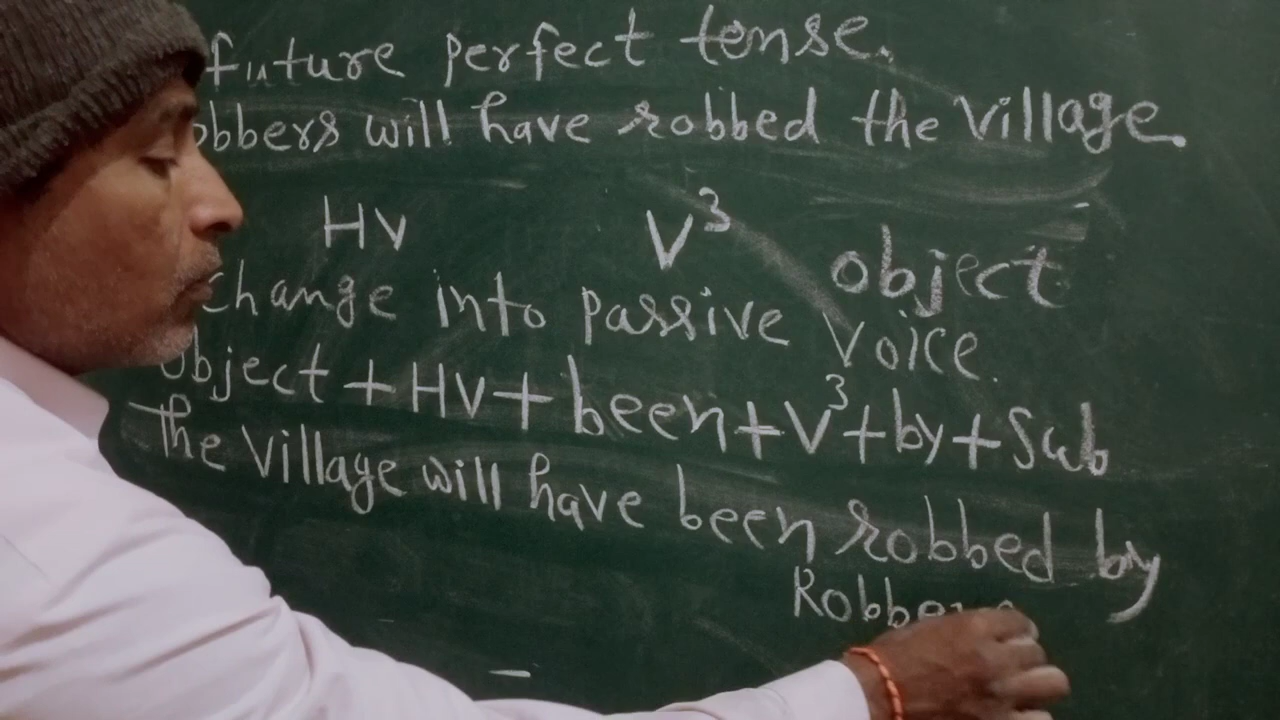 future perfect tense.
obbers will have robbed the Village.
HV V³ object
change into passive Voice.
object + HV + been + V³ + by + Sub
The Village will have been robbed by
Robbers